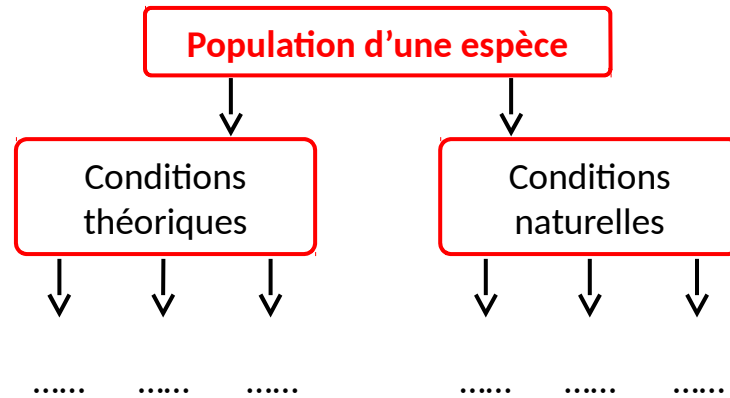 Population d’une espèce
Conditions
théoriques
Conditions
naturelles
…… …… …… …… …… ……